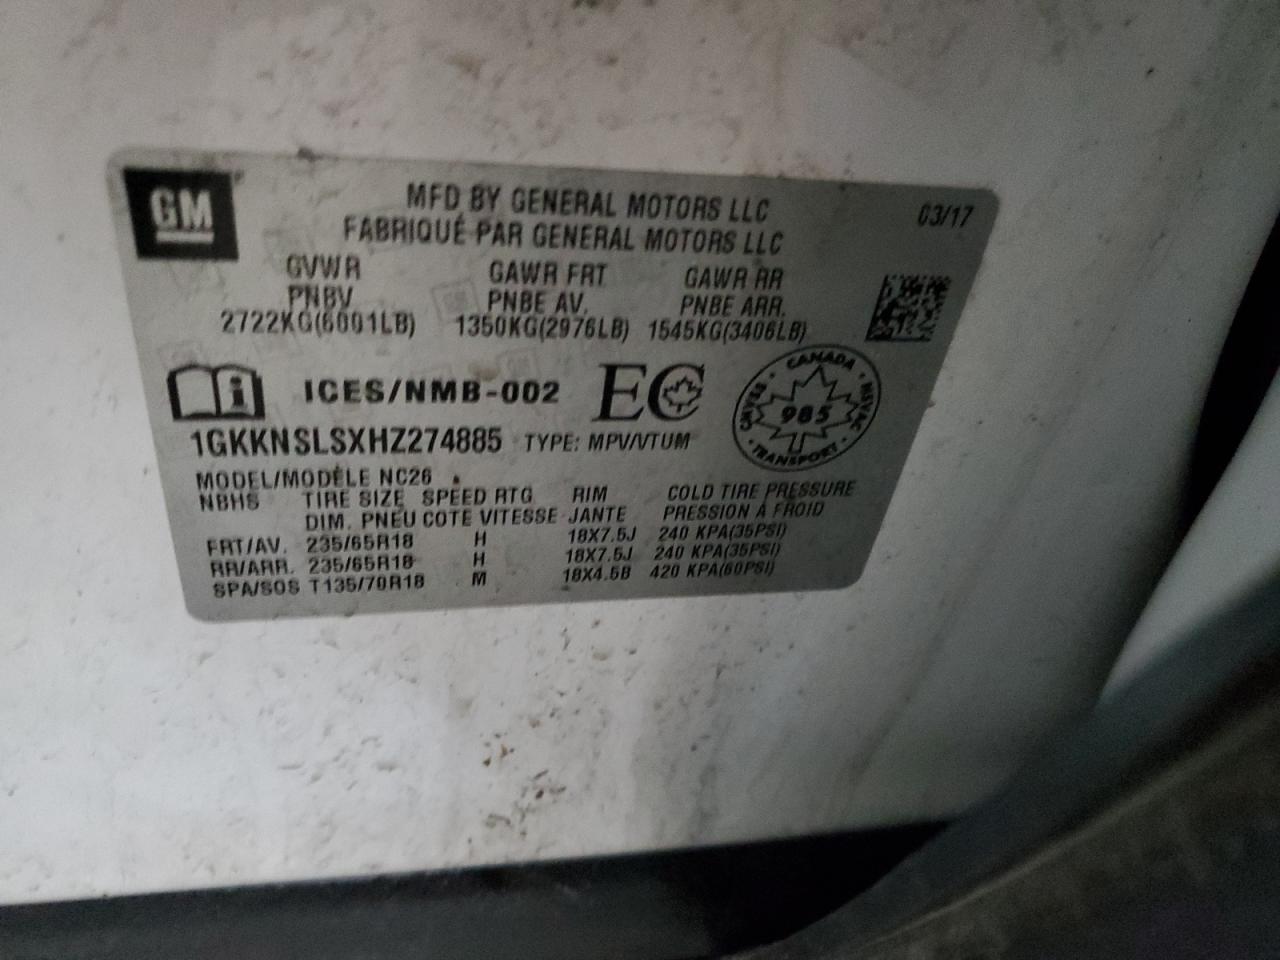 GM
MFD BY GENERAL MOTORS LLC
03/17
FABRIQUÉ PAR GENERAL MOTORS LLC
GVWR GAWR FRT GAWR RR
PNBV PNBE AV. PNBE ARR.
2722KG(6001LB) 1350KG(2976LB) 1545KG(3406LB)
ICES/NMB-002 EC
CANADA
985
TRANSPORT
1GKKNSLSXHZ274885 TYPE: MPV/VTUM
MODEL/MODÈLE NC26
NBHS TIRE SIZE SPEED RTG RIM COLD TIRE PRESSURE
DIM. PNEU COTE VITESSE JANTE PRESSION À FROID
FRT/AV. 235/65R18 H 18X7.5J 240 KPA(35PSI)
RR/ARR. 235/65R18 H 18X7.5J 240 KPA(35PSI)
SPA/SOS T135/70R18 M 18X4.5B 420 KPA(60PSI)